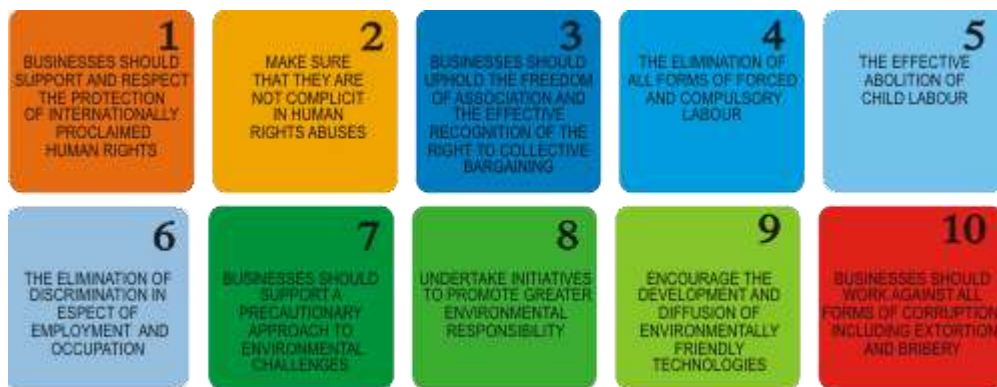 1
BUSINESSES SHOULD
SUPPORT AND RESPECT
THE PROTECTION
OF INTERNATIONALLY
PROCLAIMED
HUMAN RIGHTS
2
MAKE SURE
THAT THEY ARE
NOT COMPLICIT
IN HUMAN
RIGHTS ABUSES
3
BUSINESSES SHOULD
UPHOLD THE FREEDOM
OF ASSOCIATION AND
THE EFFECTIVE
RECOGNITION OF THE
RIGHT TO COLLECTIVE
BARGAINING
4
THE ELIMINATION OF
ALL FORMS OF FORCED
AND COMPULSORY
LABOUR
5
THE EFFECTIVE
ABOLITION OF
CHILD LABOUR
6
THE ELIMINATION OF
DISCRIMINATION IN
ESPECT OF
EMPLOYMENT AND
OCCUPATION
7
BUSINESSES SHOULD
SUPPORT A
PRECAUTIONARY
APPROACH TO
ENVIRONMENTAL
CHALLENGES
8
UNDERTAKE INITIATIVES
TO PROMOTE GREATER
ENVIRONMENTAL
RESPONSIBILITY
9
ENCOURAGE THE
DEVELOPMENT AND
DIFFUSION OF
ENVIRONMENTALLY
FRIENDLY
TECHNOLOGIES
10
BUSINESSES SHOULD
WORK AGAINST ALL
FORMS OF CORRUPTION
INCLUDING EXTORTION
AND BRIBERY